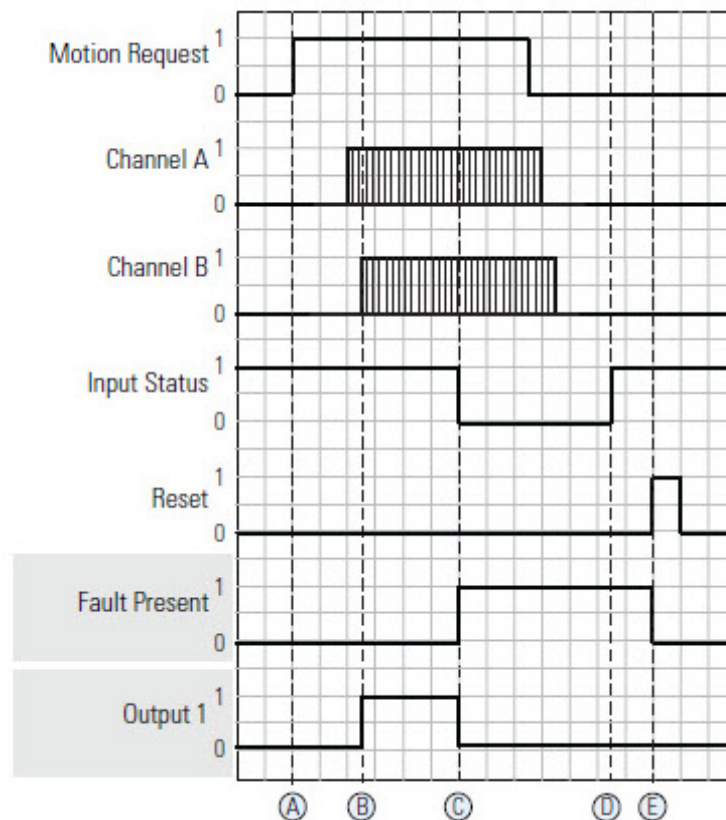 Motion Request 1
0
Channel A 1
0
Channel B 1
0
Input Status 1
0
Reset 1
0
Fault Present 1
0
Output 1 1
0
A B C D E